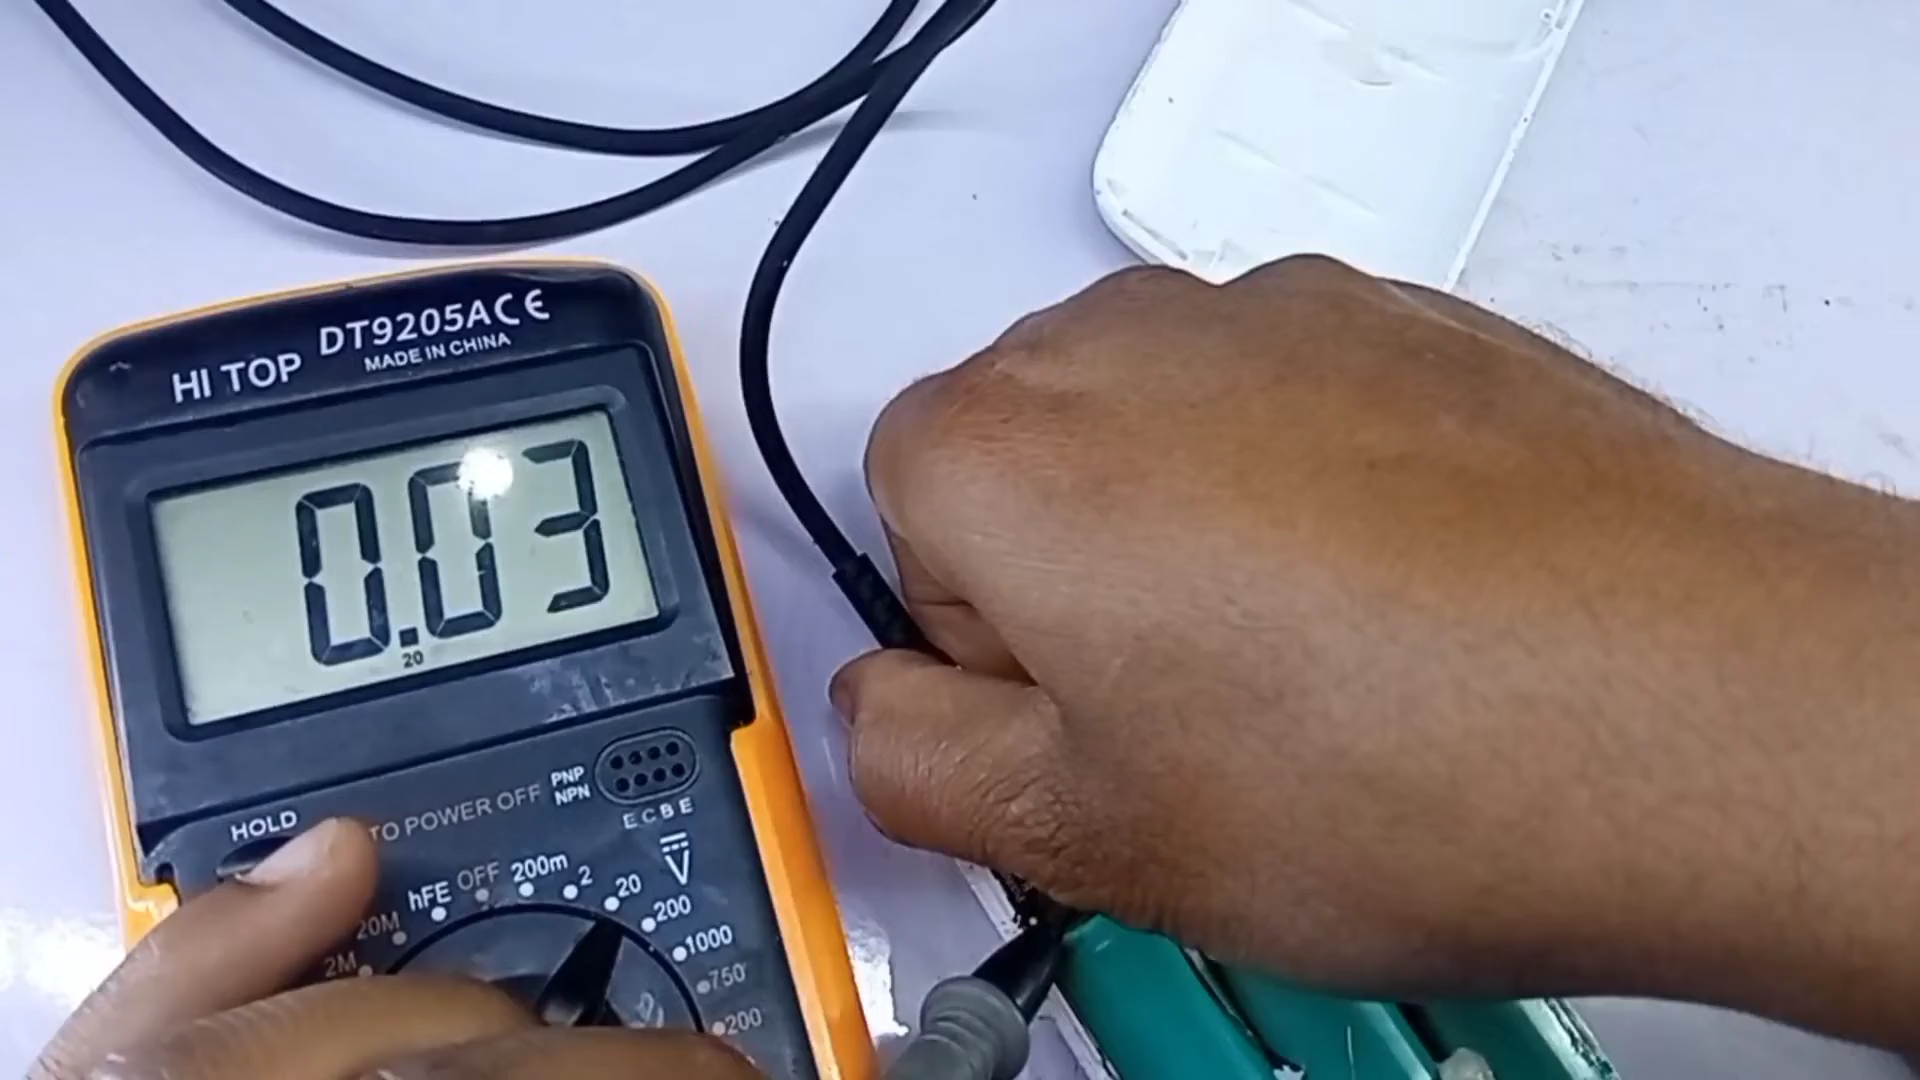 DT9205A CE
HI TOP
MADE IN CHINA
0.03
20
HOLD
TO POWER OFF
PNP
NPN
E C B E
hFE
OFF
200m
2
20
V
200
1000
750
200
20M
2M